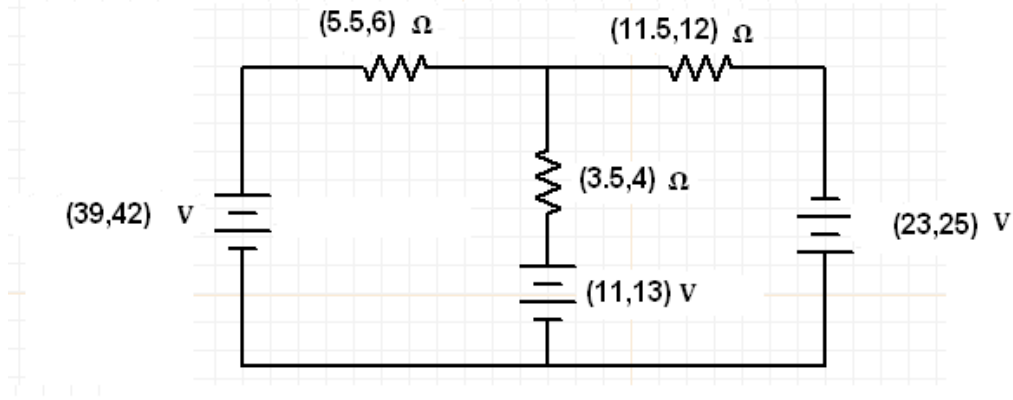 (5.5,6) Ω
(11.5,12) Ω
(3.5,4) Ω
(39,42) V
(23,25) V
(11,13) V